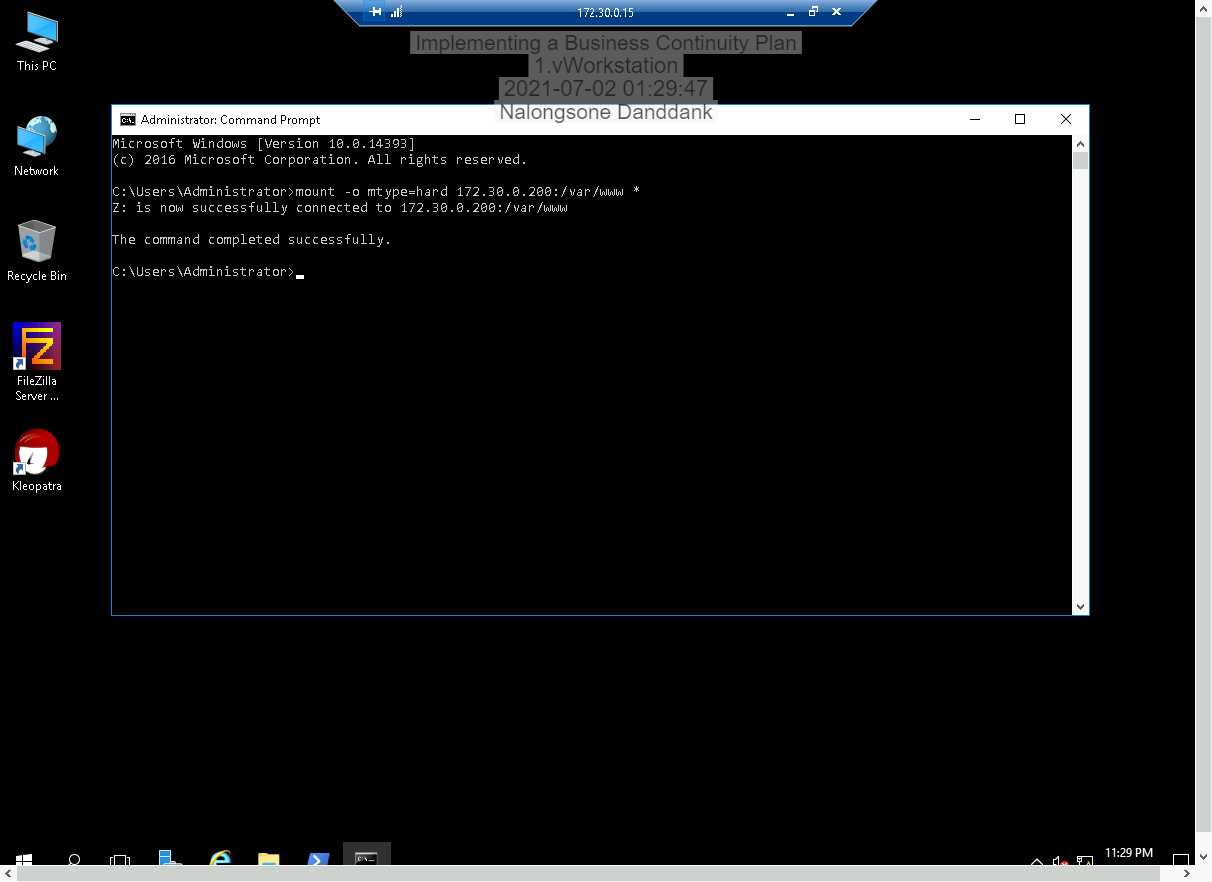 172.30.0.15
Implementing a Business Continuity Plan
1.vWorkstation
2021-07-02 01:29:47
Nalongsone Danddank
This PC
Network
Recycle Bin
FileZilla
Server ...
Kleopatra
Administrator: Command Prompt
Microsoft Windows [Version 10.0.14393]
(c) 2016 Microsoft Corporation. All rights reserved.
C:\Users\Administrator>mount -o mtype=hard 172.30.0.200:/var/www *
Z: is now successfully connected to 172.30.0.200:/var/www
The command completed successfully.
C:\Users\Administrator>
11:29 PM